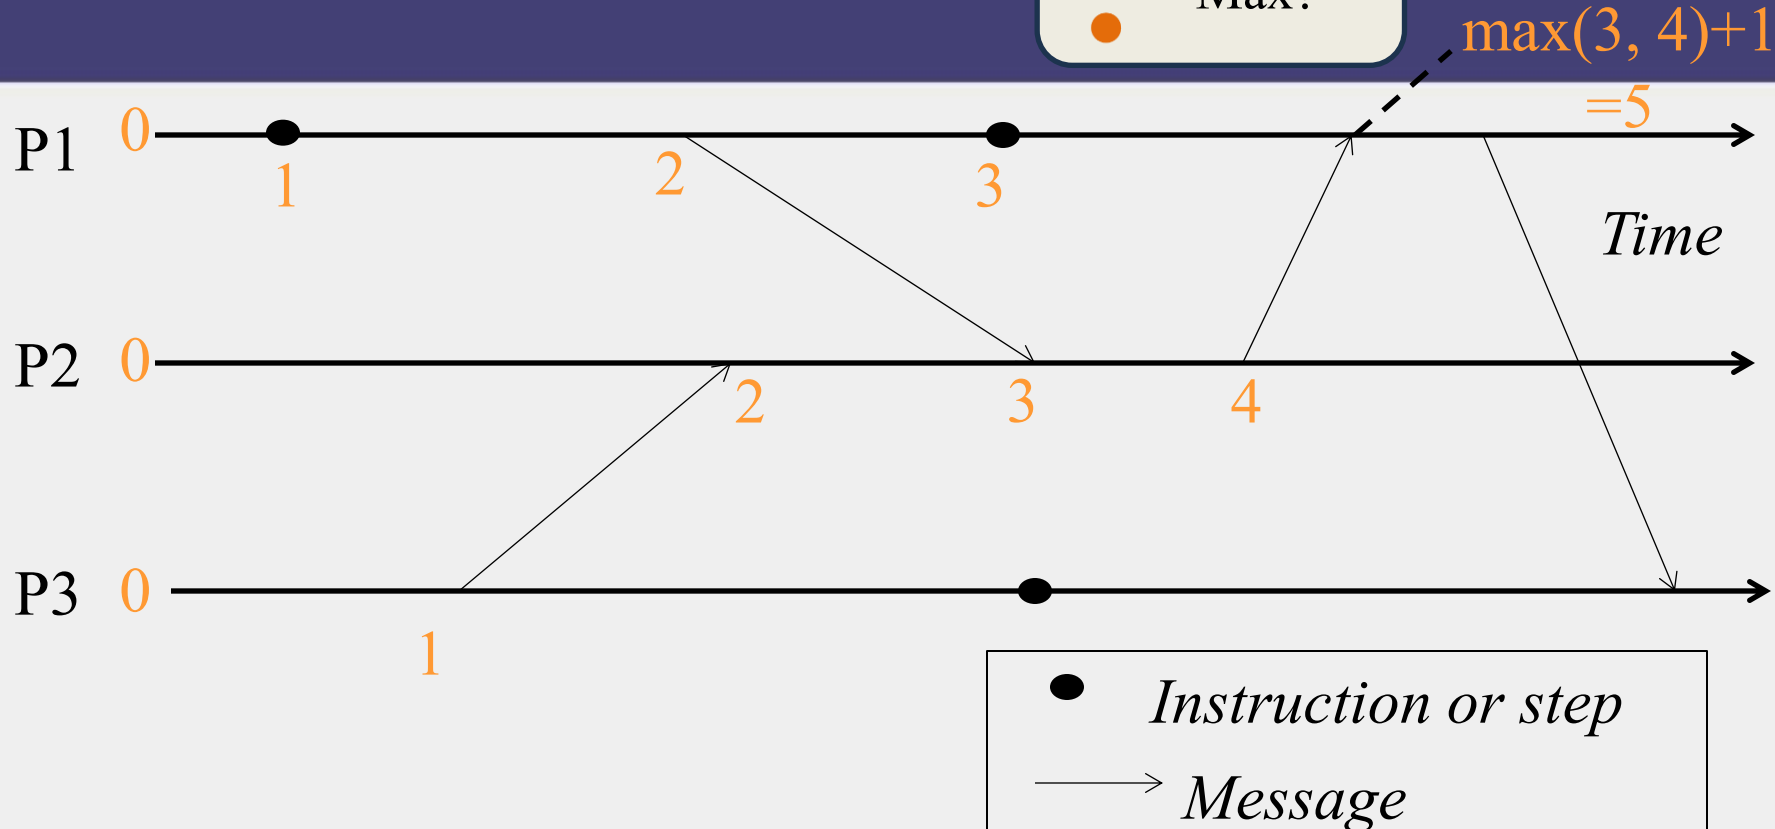 Max?
max(3, 4)+1
=5
P1 0
1 2 3
Time
P2 0
2 3 4
P3 0
1
Instruction or step
Message